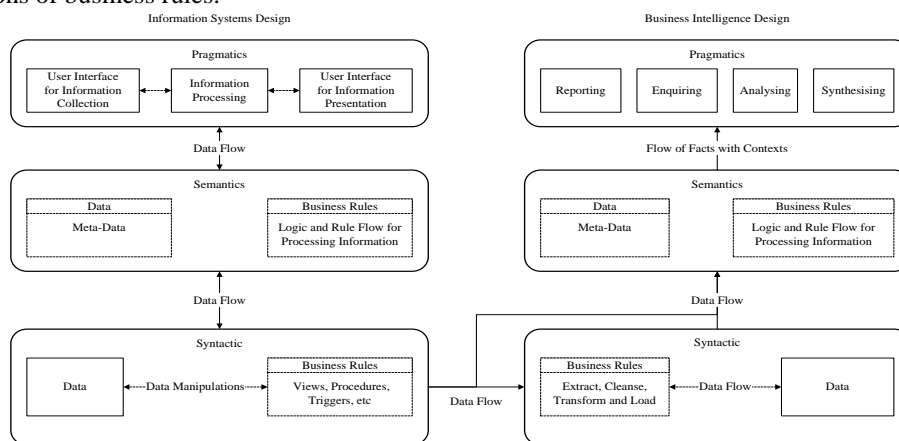 ons of business rules.
Information Systems Design
Business Intelligence Design
Pragmatics
User Interface
for Information
Collection
Information
Processing
User Interface
for Information
Presentation
Pragmatics
Reporting
Enquiring
Analysing
Synthesising
Data Flow
Flow of Facts with Contexts
Semantics
Data
Meta-Data
Business Rules
Logic and Rule Flow for
Processing Information
Semantics
Data
Meta-Data
Business Rules
Logic and Rule Flow for
Processing Information
Data Flow
Data Flow
Syntactic
Data
Data Manipulations
Business Rules
Views, Procedures,
Triggers, etc
Data Flow
Syntactic
Business Rules
Extract, Cleanse,
Transform and Load
Data Flow
Data